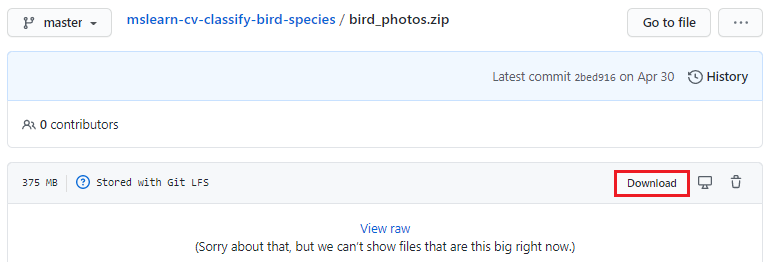 master mslearn-cv-classify-bird-species / bird_photos.zip Go to file ...
Latest commit 2bed916 on Apr 30 History
0 contributors
375 MB ? Stored with Git LFS Download
View raw
(Sorry about that, but we can't show files that are this big right now.)